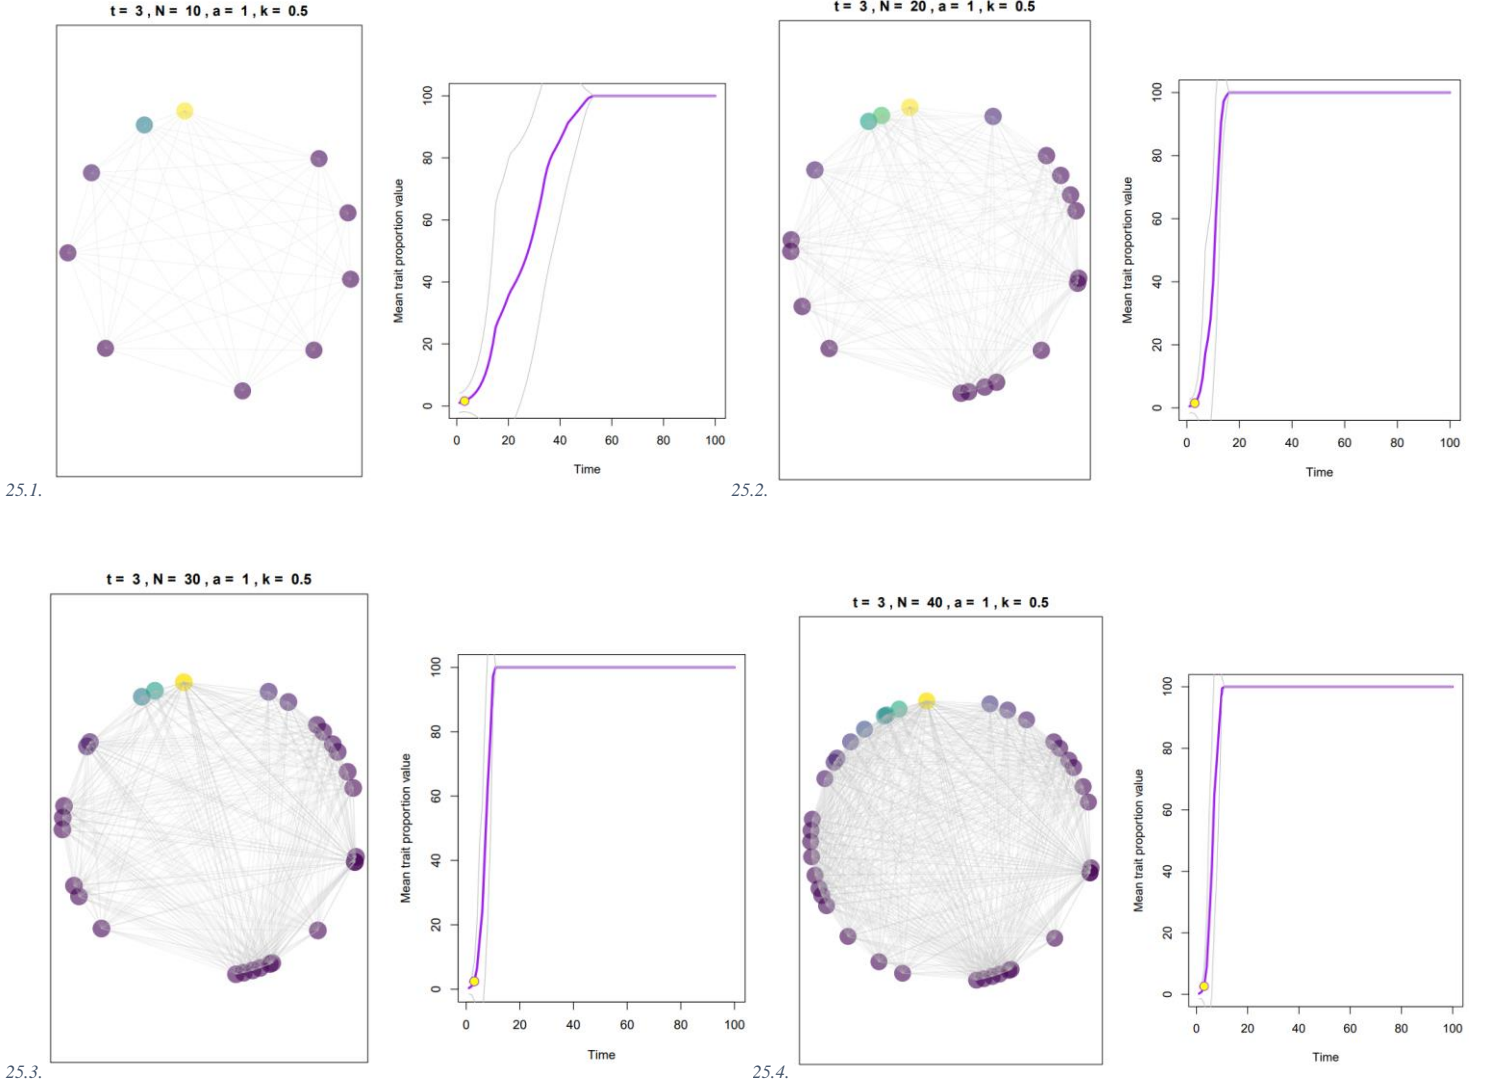 t = 3 , N = 10 , a = 1 , k = 0.5
Mean trait proportion value
0 20 40 60 80 100
0 20 40 60 80 100
Time
25.1.
t = 3 , N = 20 , a = 1 , k = 0.5
Mean trait proportion value
0 20 40 60 80 100
0 20 40 60 80 100
Time
25.2.
t = 3 , N = 30 , a = 1 , k = 0.5
Mean trait proportion value
0 20 40 60 80 100
0 20 40 60 80 100
Time
25.3.
t = 3 , N = 40 , a = 1 , k = 0.5
Mean trait proportion value
0 20 40 60 80 100
0 20 40 60 80 100
Time
25.4.